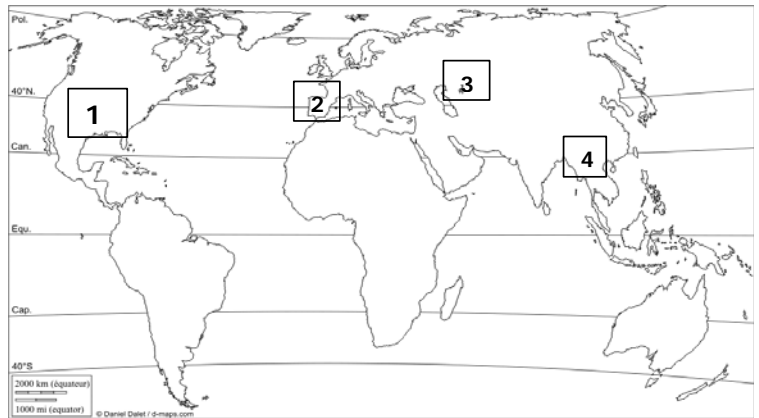 Pol.
40°N.
1
2
3
Can.
4
Equ.
Cap.
40°S
2000 km (équateur)
1000 mi (equator)
© Daniel Dalet / d-maps.com